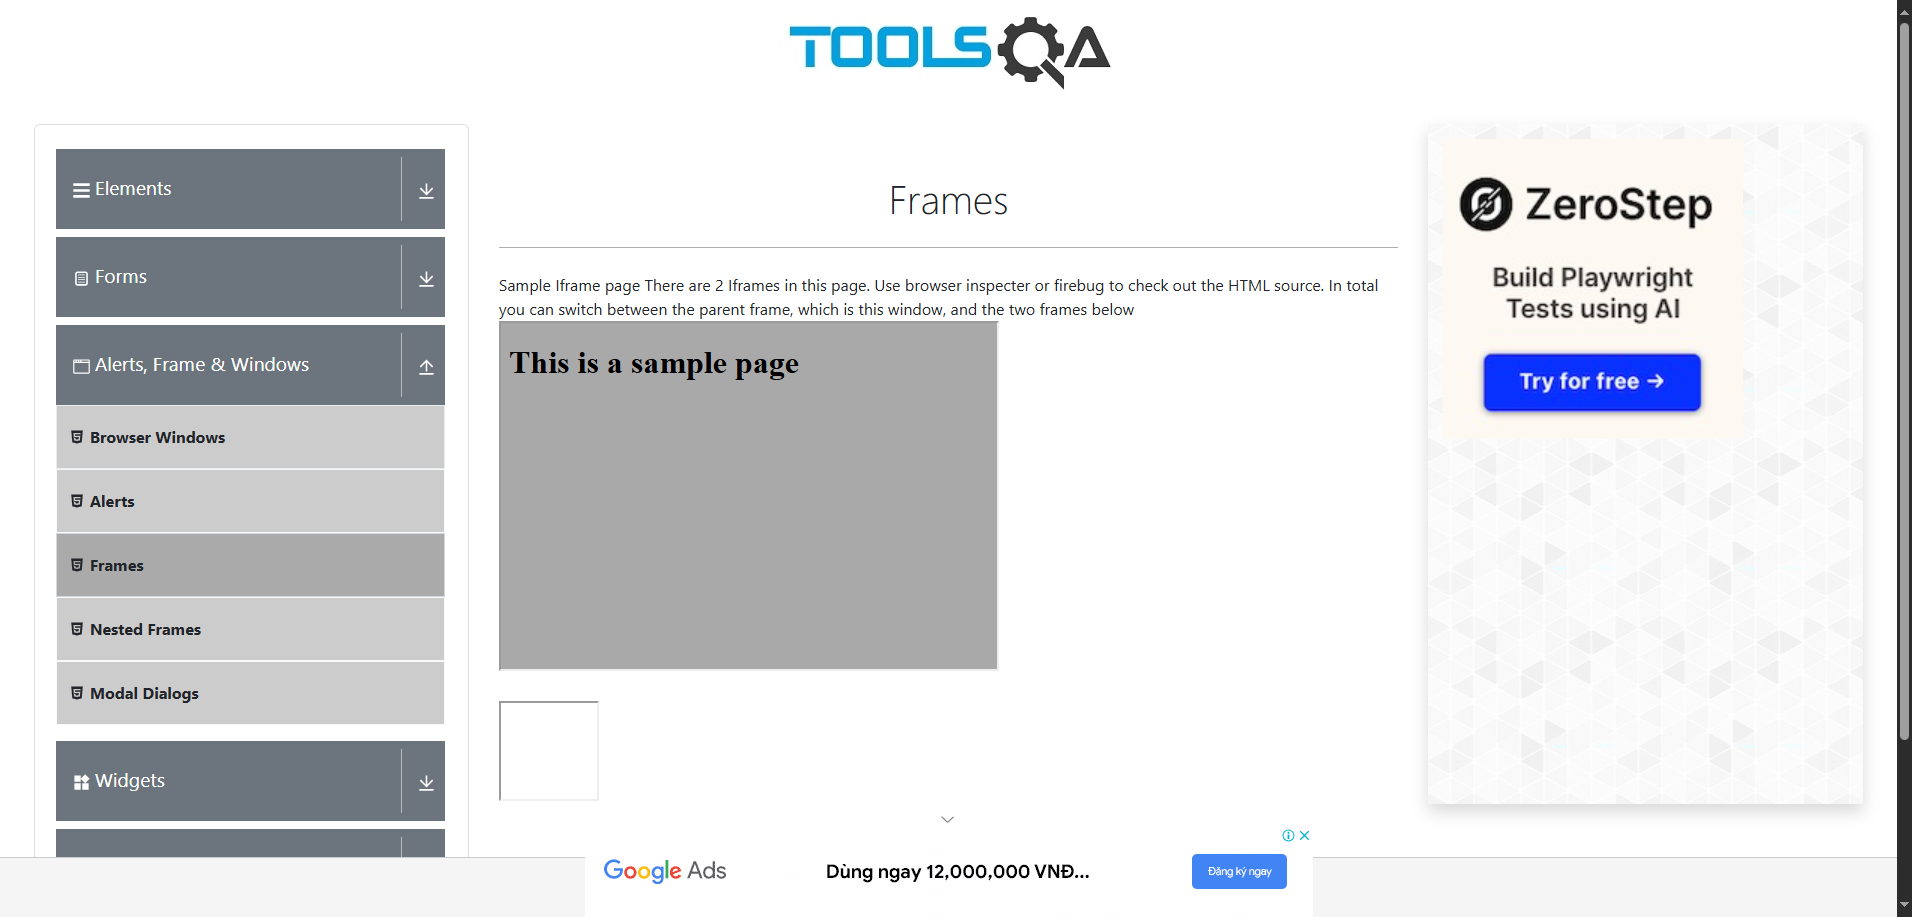 TOOLSQA
Elements
Forms
Alerts, Frame & Windows
Browser Windows
Alerts
Frames
Nested Frames
Modal Dialogs
Widgets
Frames
Sample Iframe page There are 2 Iframes in this page. Use browser inspecter or firebug to check out the HTML source. In total
you can switch between the parent frame, which is this window, and the two frames below
This is a sample page
ZeroStep
Build Playwright
Tests using AI
Try for free →
Google Ads
Dùng ngay 12,000,000 VNĐ...
Đăng ký ngay